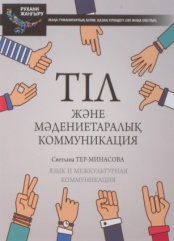 РУХАНИ
ЖАҢҒЫРУ
ТІЛ
ЖӘНЕ
МӘДЕНИЕТАРАЛЫҚ
КОММУНИКАЦИЯ
Светлана ТЕР-МИНАСОВА
ЯЗЫК И МЕЖКУЛЬТУРНАЯ
КОММУНИКАЦИЯ